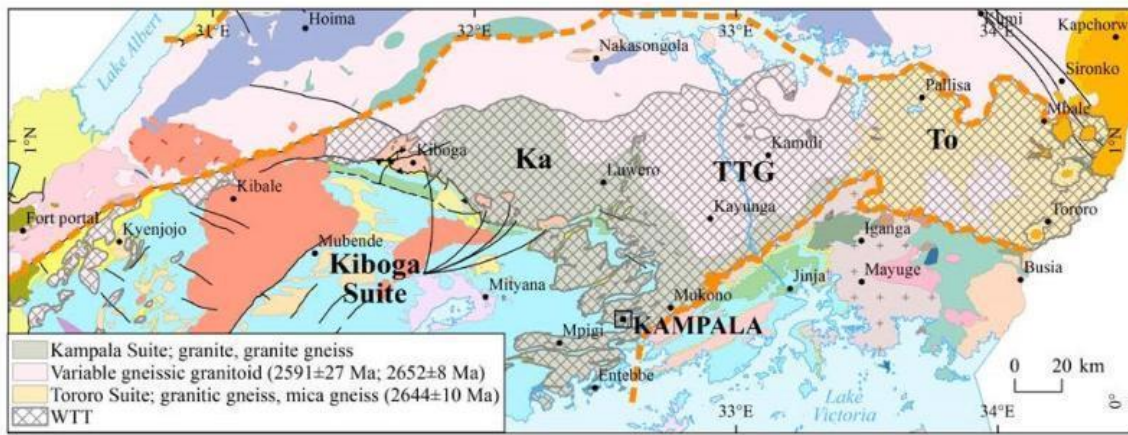 31°E
32°E
33°E
34°E
Hoima
Kumi
Kapchorw
Lake Albert
Nakasongola
Sironko
Pallisa
Mbale
1°N
1°N
Kiboga
Ka
Kamuli
To
Luwero
TTG
Kibale
Kayunga
Fort portal
Kyenjojo
Tororo
Mubende
Iganga
Kiboga
Suite
Mityana
Jinja
Mayuge
Busia
Mukono
KAMPALA
Mpigi
Entebbe
Kampala Suite; granite, granite gneiss
Variable gneissic granitoid (2591±27 Ma; 2652±8 Ma)
Tororo Suite; granitic gneiss, mica gneiss (2644±10 Ma)
WTT
0 20 km
33°E
Lake
Victoria
34°E
0°